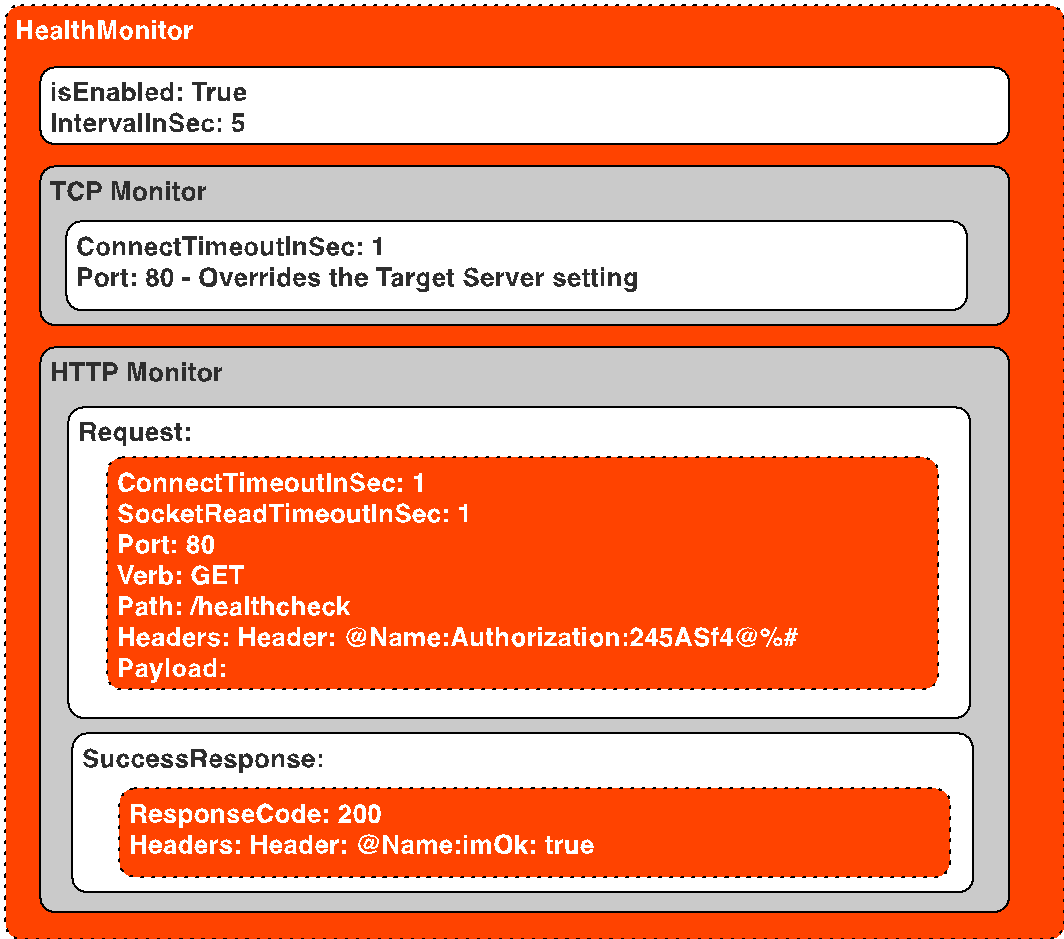 HealthMonitor
isEnabled: True
IntervalInSec: 5
TCP Monitor
ConnectTimeoutInSec: 1
Port: 80 - Overrides the Target Server setting
HTTP Monitor
Request:
ConnectTimeoutInSec: 1
SocketReadTimeoutInSec: 1
Port: 80
Verb: GET
Path: /healthcheck
Headers: Header: @Name:Authorization:245ASf4@%#
Payload:
SuccessResponse:
ResponseCode: 200
Headers: Header: @Name:imOk: true